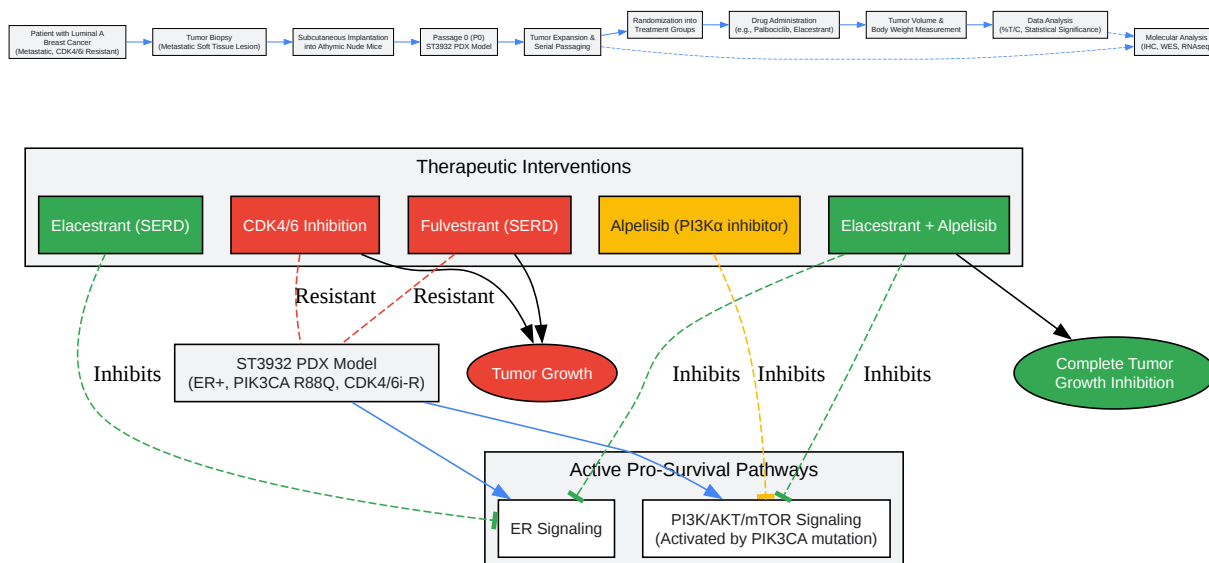 Patient with Luminal A
Breast Cancer
(Metastatic, CDK4/6i Resistant)
Tumor Biopsy
(Metastatic Soft Tissue Lesion)
Subcutaneous Implantation
into Athymic Nude Mice
Passage 0 (P0)
ST3932 PDX Model
Tumor Expansion &
Serial Passaging
Randomization into
Treatment Groups
Drug Administration
(e.g., Palbociclib, Elacestrant)
Tumor Volume &
Body Weight Measurement
Data Analysis
(%T/C, Statistical Significance)
Molecular Analysis
(IHC, WES, RNAseq)
Therapeutic Interventions
Elacestrant (SERD)
CDK4/6 Inhibition
Fulvestrant (SERD)
Alpelisib (PI3Kα inhibitor)
Elacestrant + Alpelisib
Resistant
Resistant
Inhibits
ST3932 PDX Model
(ER+, PIK3CA R88Q, CDK4/6i-R)
Tumor Growth
Inhibits
Inhibits
Inhibits
Complete Tumor
Growth Inhibition
Active Pro-Survival Pathways
ER Signaling
PI3K/AKT/mTOR Signaling
(Activated by PIK3CA mutation)